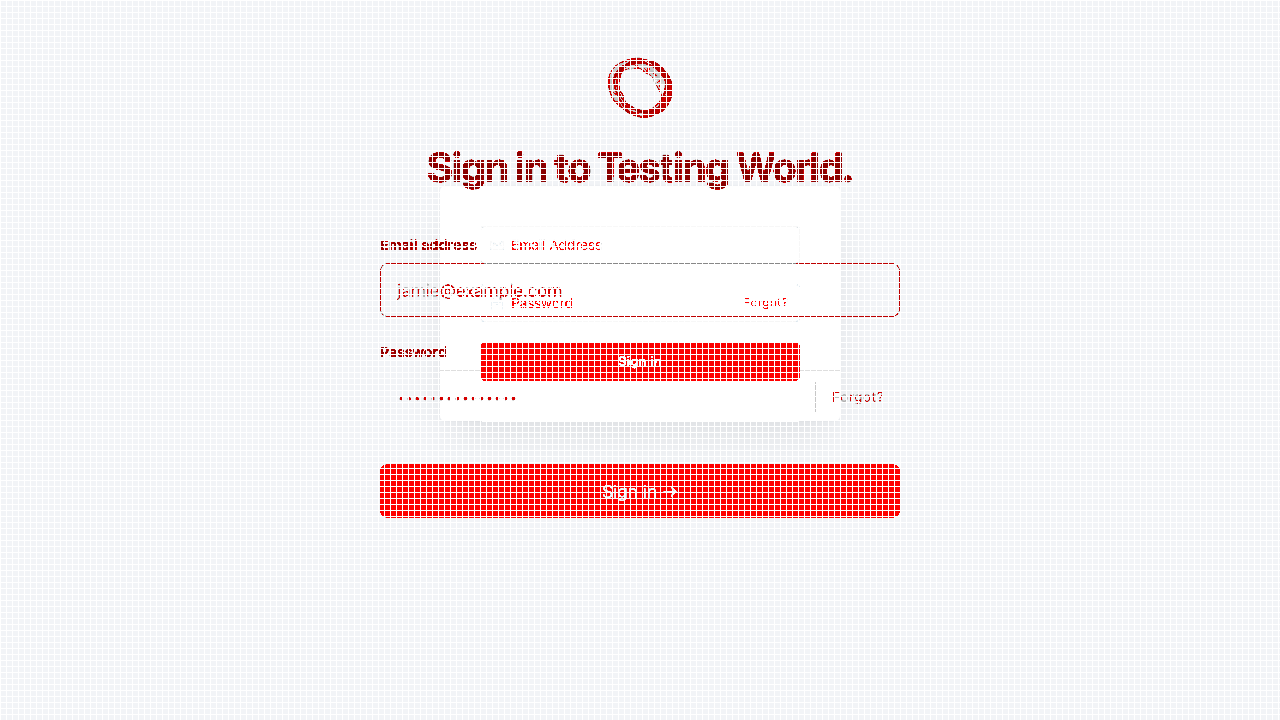 Sign in to Testing World.
Email address
Email Address
jamie@example.com
Password
Forgot?
Password
Sign in
Forgot?
Sign in →